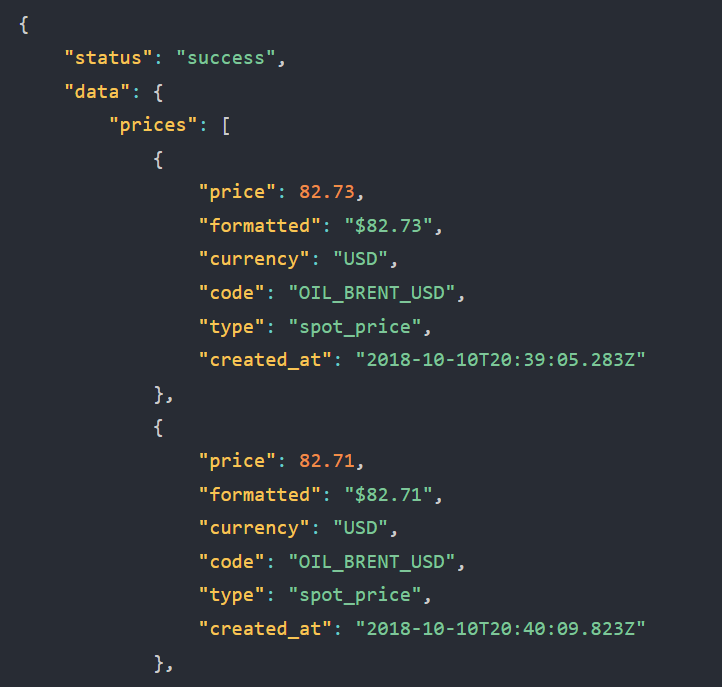 {
"status": "success",
"data": {
"prices": [
{
"price": 82.73,
"formatted": "$82.73",
"currency": "USD",
"code": "OIL_BRENT_USD",
"type": "spot_price",
"created_at": "2018-10-10T20:39:05.283Z"
},
{
"price": 82.71,
"formatted": "$82.71",
"currency": "USD",
"code": "OIL_BRENT_USD",
"type": "spot_price",
"created_at": "2018-10-10T20:40:09.823Z"
},